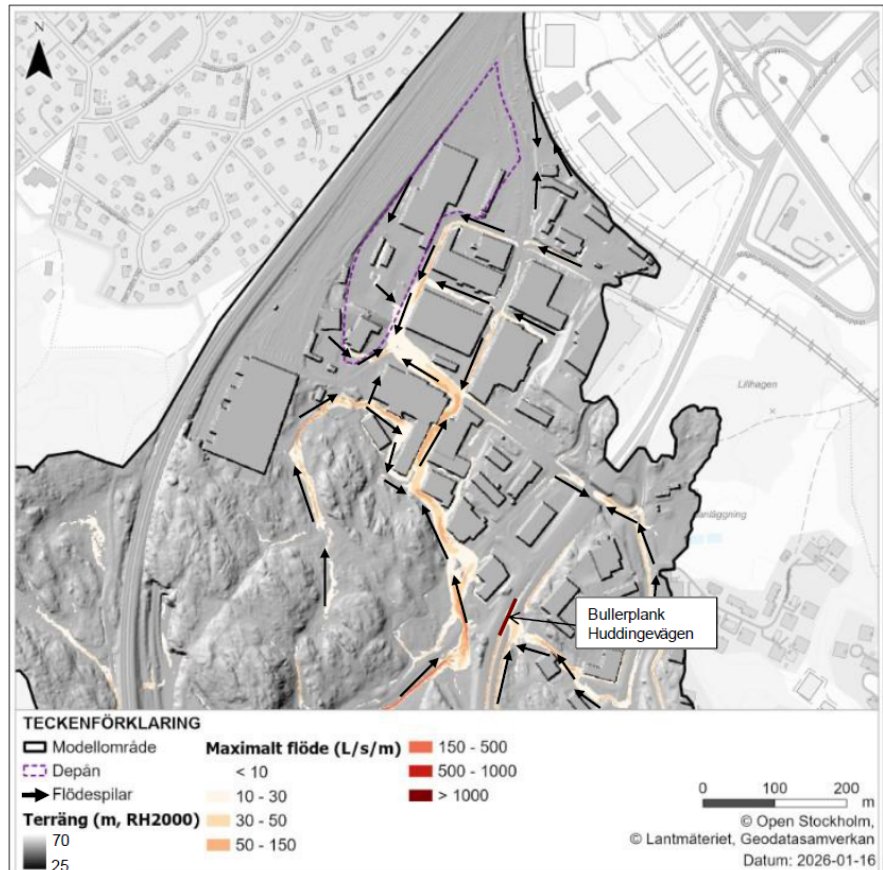 N
Lillhagen
anläggning
Bullerplank
Huddingevägen
TECKENFÖRKLARING
Modellområde
Depån
Flödespilar
Terräng (m, RH2000)
70
25
Maximalt flöde (L/s/m)
< 10
10 - 30
30 - 50
50 - 150
150 - 500
500 - 1000
> 1000
0 100 200
m
© Open Stockholm,
© Lantmäteriet, Geodatasamverkan
Datum: 2026-01-16